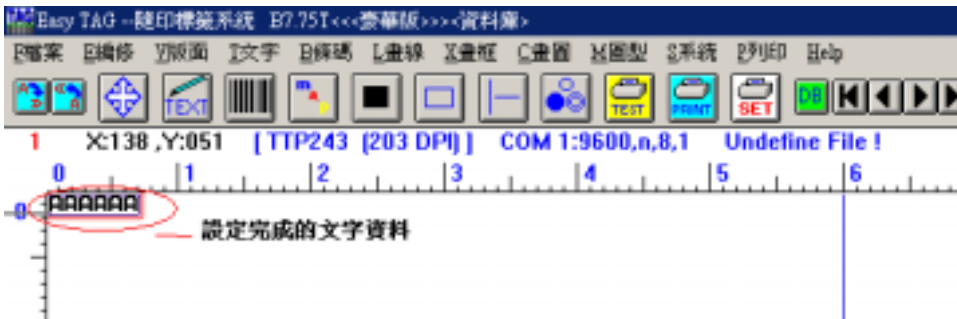 Easy TAG --隨印標籤系統 B7.75T<<<豪華版>>><資料庫>
F檔案 E編修 V版面 T文字 B條碼 L畫線 X畫框 C畫圖 M圖型 S系統 P列印 Help
TEXT map TEST PRINT SET DB
1 X:138 ,Y:051 [ TTP243 (203 DPI) ] COM 1:9600,n,8,1 Undefine File !
0 1 2 3 4 5 6
0 AAAAAA
設定完成的文字資料